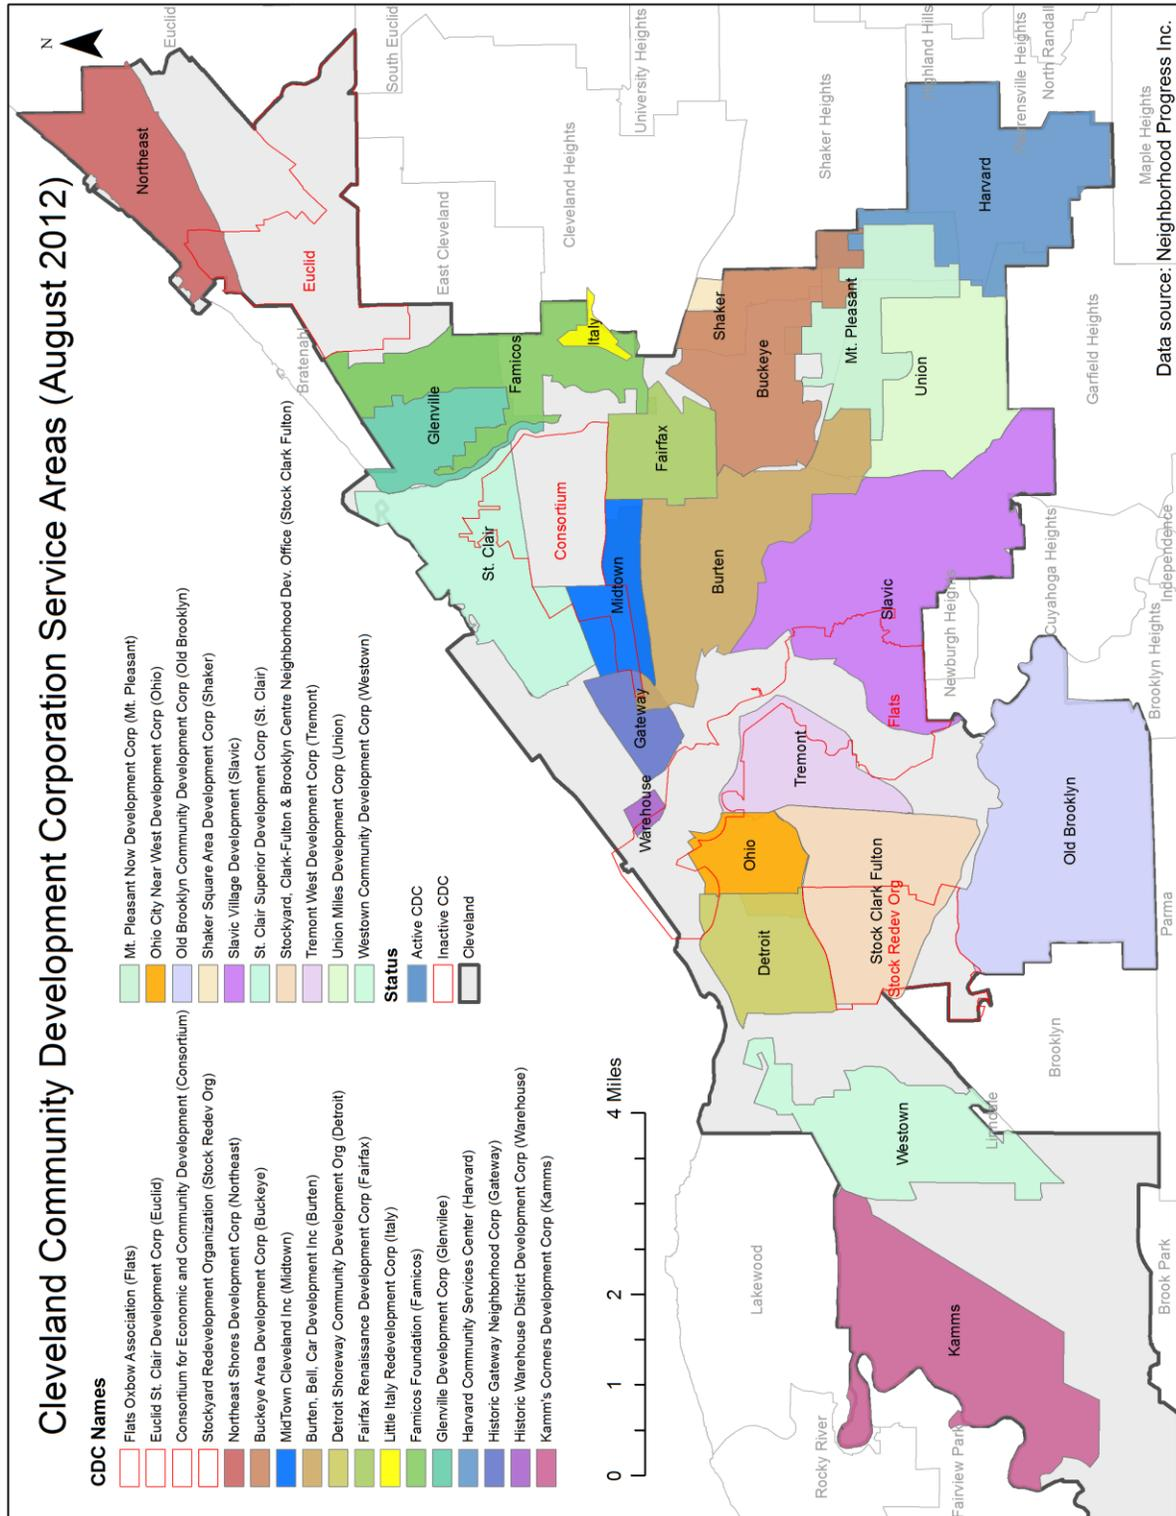 Cleveland Community Development Corporation Service Areas (August 2012)
CDC Names
Flats Oxbow Association (Flats)
Euclid St. Clair Development Corp (Euclid)
Consortium for Economic and Community Development (Consortium)
Stockyard Redevelopment Organization (Stock Redev Org)
Northeast Shores Development Corp (Northeast)
Buckeye Area Development Corp (Buckeye)
MidTown Cleveland Inc (Midtown)
Burten, Bell, Car Development Inc (Burten)
Detroit Shoreway Community Development Org (Detroit)
Fairfax Renaissance Development Corp (Fairfax)
Little Italy Redevelopment Corp (Italy)
Famicos Foundation (Famicos)
Glenville Development Corp (Glenvilee)
Harvard Community Services Center (Harvard)
Historic Gateway Neighborhood Corp (Gateway)
Historic Warehouse District Development Corp (Warehouse)
Kamm's Corners Development Corp (Kamms)
Mt. Pleasant Now Development Corp (Mt. Pleasant)
Ohio City Near West Development Corp (Ohio)
Old Brooklyn Community Development Corp (Old Brooklyn)
Shaker Square Area Development Corp (Shaker)
Slavic Village Development (Slavic)
St. Clair Superior Development Corp (St. Clair)
Stockyard, Clark-Fulton & Brooklyn Centre Neighborhood Dev. Office (Stock Clark Fulton)
Tremont West Development Corp (Tremont)
Union Miles Development Corp (Union)
Westown Community Development Corp (Westown)
Status
Active CDC
Inactive CDC
Cleveland
0 1 2 4 Miles
N
Euclid
Northeast
South Euclid
Euclid
Bratenahl
East Cleveland
University Heights
Cleveland Heights
Glenville
Famicos
Italy
St. Clair
Consortium
Fairfax
Shaker
Shaker Heights
Highland Hills
Warrensville Heights
North Randall
Buckeye
Mt. Pleasant
Harvard
Maple Heights
Union
Garfield Heights
Midtown
Burten
Gateway
Warehouse
Slavic
Flats
Newburgh Heights
Cuyahoga Heights
Independence
Brooklyn Heights
Tremont
Ohio
Detroit
Stock Clark Fulton
Stock Redev Org
Old Brooklyn
Parma
Brooklyn
Linndale
Westown
Lakewood
Kamms
Brook Park
Rocky River
Fairview Park
Data source: Neighborhood Progress Inc.